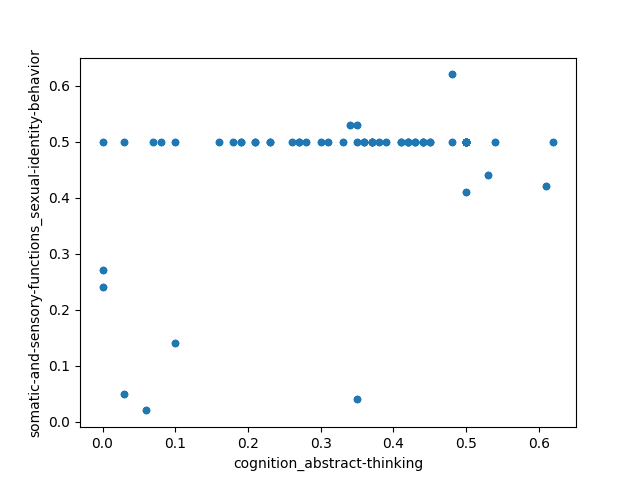 somatic-and-sensory-functions_sexual-identity-behavior
0.6
0.5
0.4
0.3
0.2
0.1
0.0
0.0 0.1 0.2 0.3 0.4 0.5 0.6
cognition_abstract-thinking